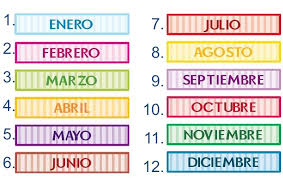 1. ENERO
2. FEBRERO
3. MARZO
4. ABRIL
5. MAYO
6. JUNIO
7. JULIO
8. AGOSTO
9. SEPTIEMBRE
10. OCTUBRE
11. NOVIEMBRE
12. DICIEMBRE